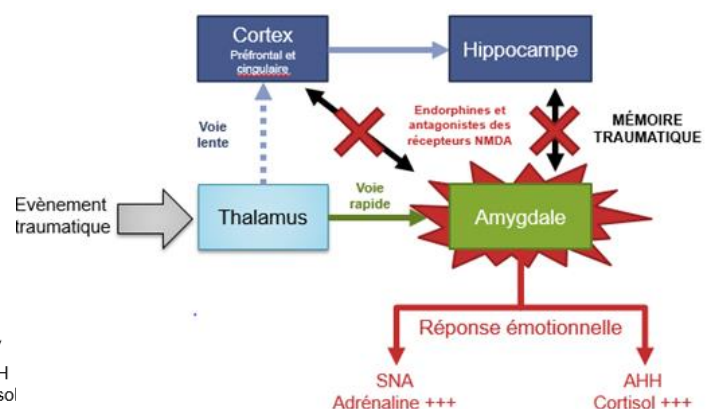 Cortex
Préfrontal et
cingulaire
Hippocampe
Voie
lente
Endorphines et
antagonistes des
récepteurs NMDA
MÉMOIRE
TRAUMATIQUE
Evènement
traumatique
Thalamus
Voie
rapide
Amygdale
Réponse émotionnelle
SNA
Adrénaline +++
AHH
Cortisol +++